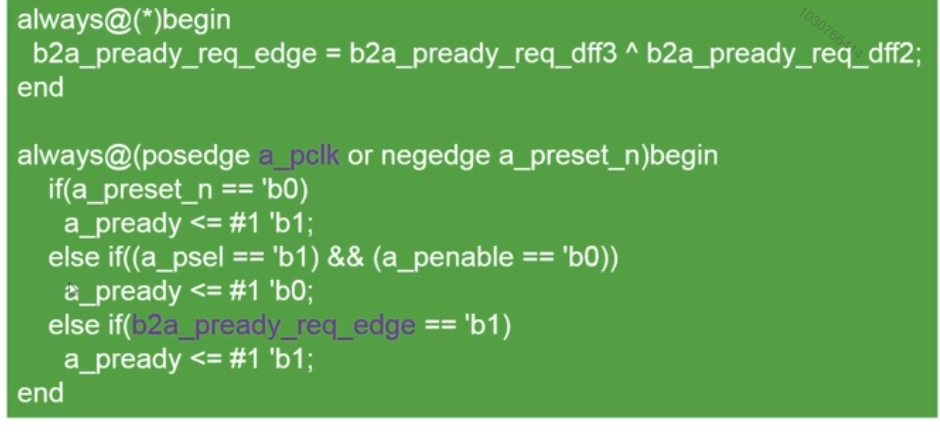 always@(*)begin
b2a_pready_req_edge = b2a_pready_req_dff3 ^ b2a_pready_req_dff2;
end
always@(posedge a_pclk or negedge a_preset_n)begin
if(a_preset_n == 'b0)
a_pready <= #1 'b1;
else if((a_psel == 'b1) && (a_penable == 'b0))
a_pready <= #1 'b0;
else if(b2a_pready_req_edge == 'b1)
a_pready <= #1 'b1;
end